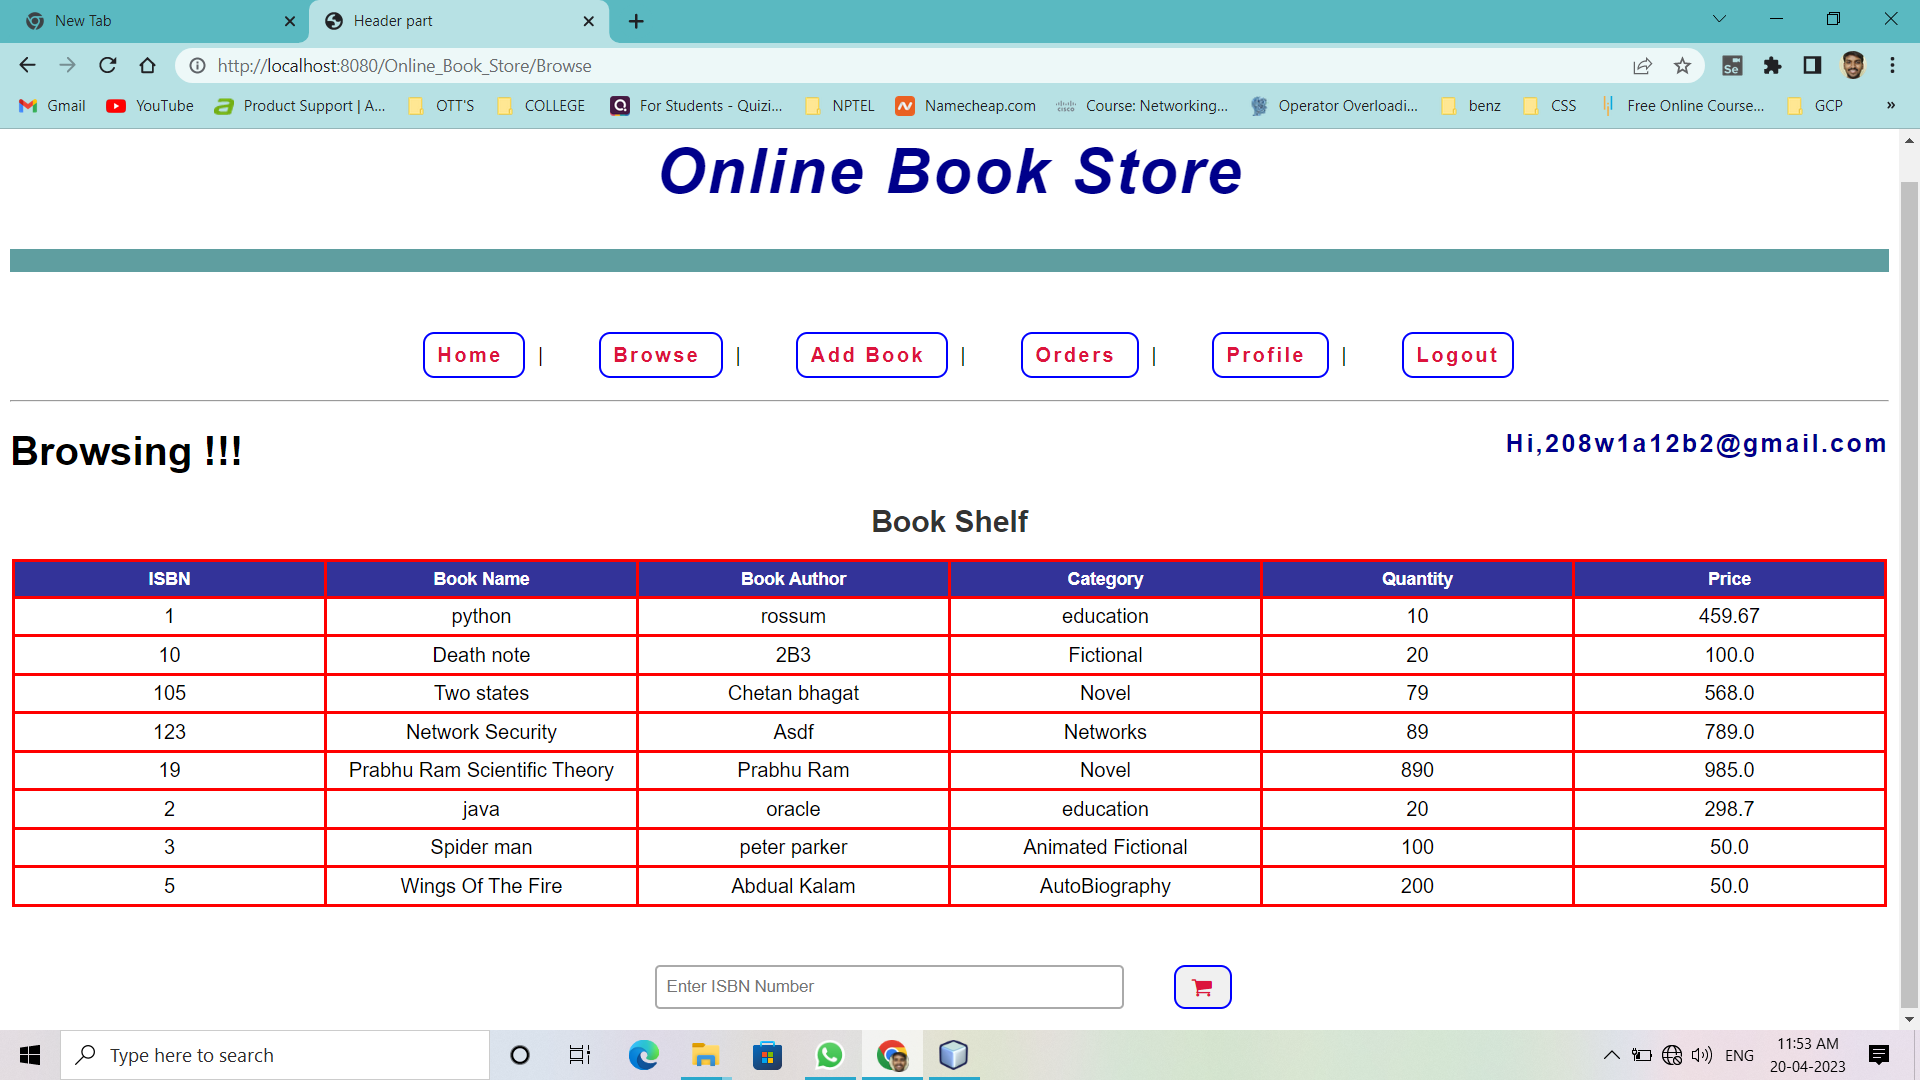 New Tab
Header part
http://localhost:8080/Online_Book_Store/Browse
Se
Gmail YouTube Product Support | A... OTT'S COLLEGE For Students - Quizi... NPTEL Namecheap.com Course: Networking... Operator Overloadi... benz CSS Free Online Course... GCP »
Online Book Store
Home | Browse | Add Book | Orders | Profile | Logout
Browsing !!!
Hi,208w1a12b2@gmail.com
Book Shelf
ISBN Book Name Book Author Category Quantity Price
1 python rossum education 10 459.67
10 Death note 2B3 Fictional 20 100.0
105 Two states Chetan bhagat Novel 79 568.0
123 Network Security Asdf Networks 89 789.0
19 Prabhu Ram Scientific Theory Prabhu Ram Novel 890 985.0
2 java oracle education 20 298.7
3 Spider man peter parker Animated Fictional 100 50.0
5 Wings Of The Fire Abdual Kalam AutoBiography 200 50.0
Enter ISBN Number
Type here to search
ENG
11:53 AM
20-04-2023